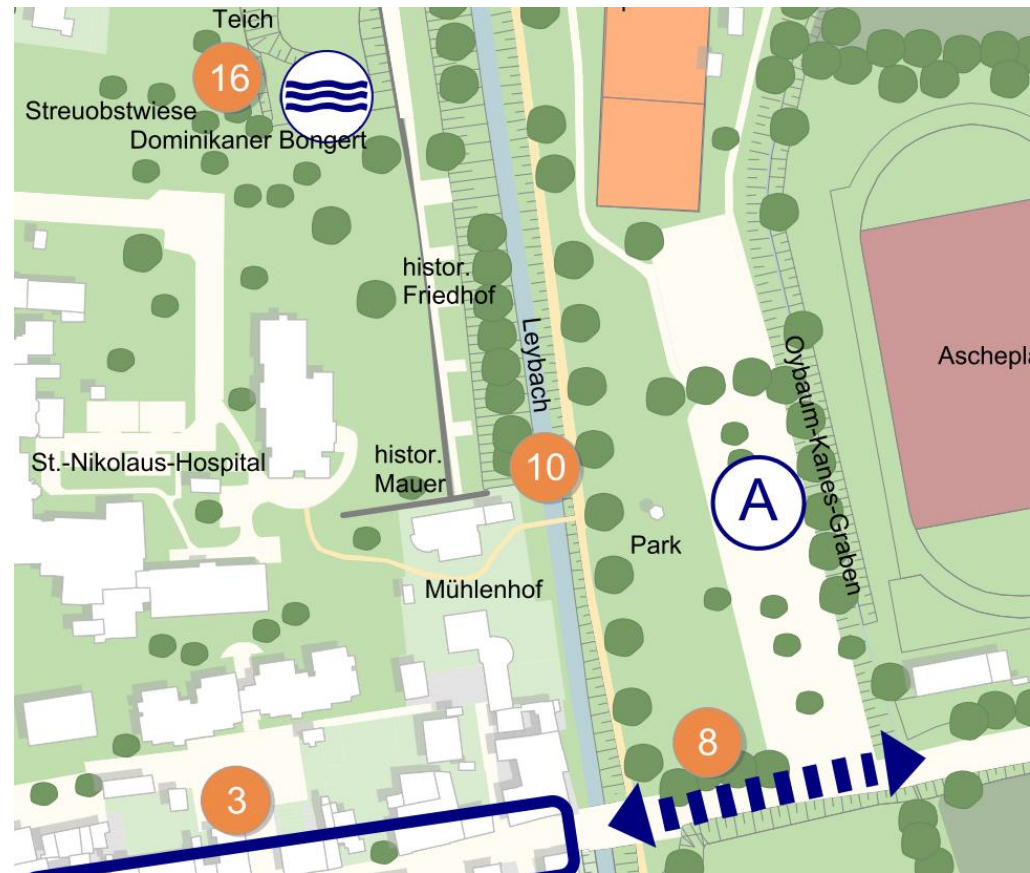 Teich
16
Streuobstwiese
Dominikaner Bongert
histor.
Friedhof
Leybach
Oybaum-Kanes-Graben
St.-Nikolaus-Hospital
histor.
Mauer
10
A
Park
Mühlenhof
8
3